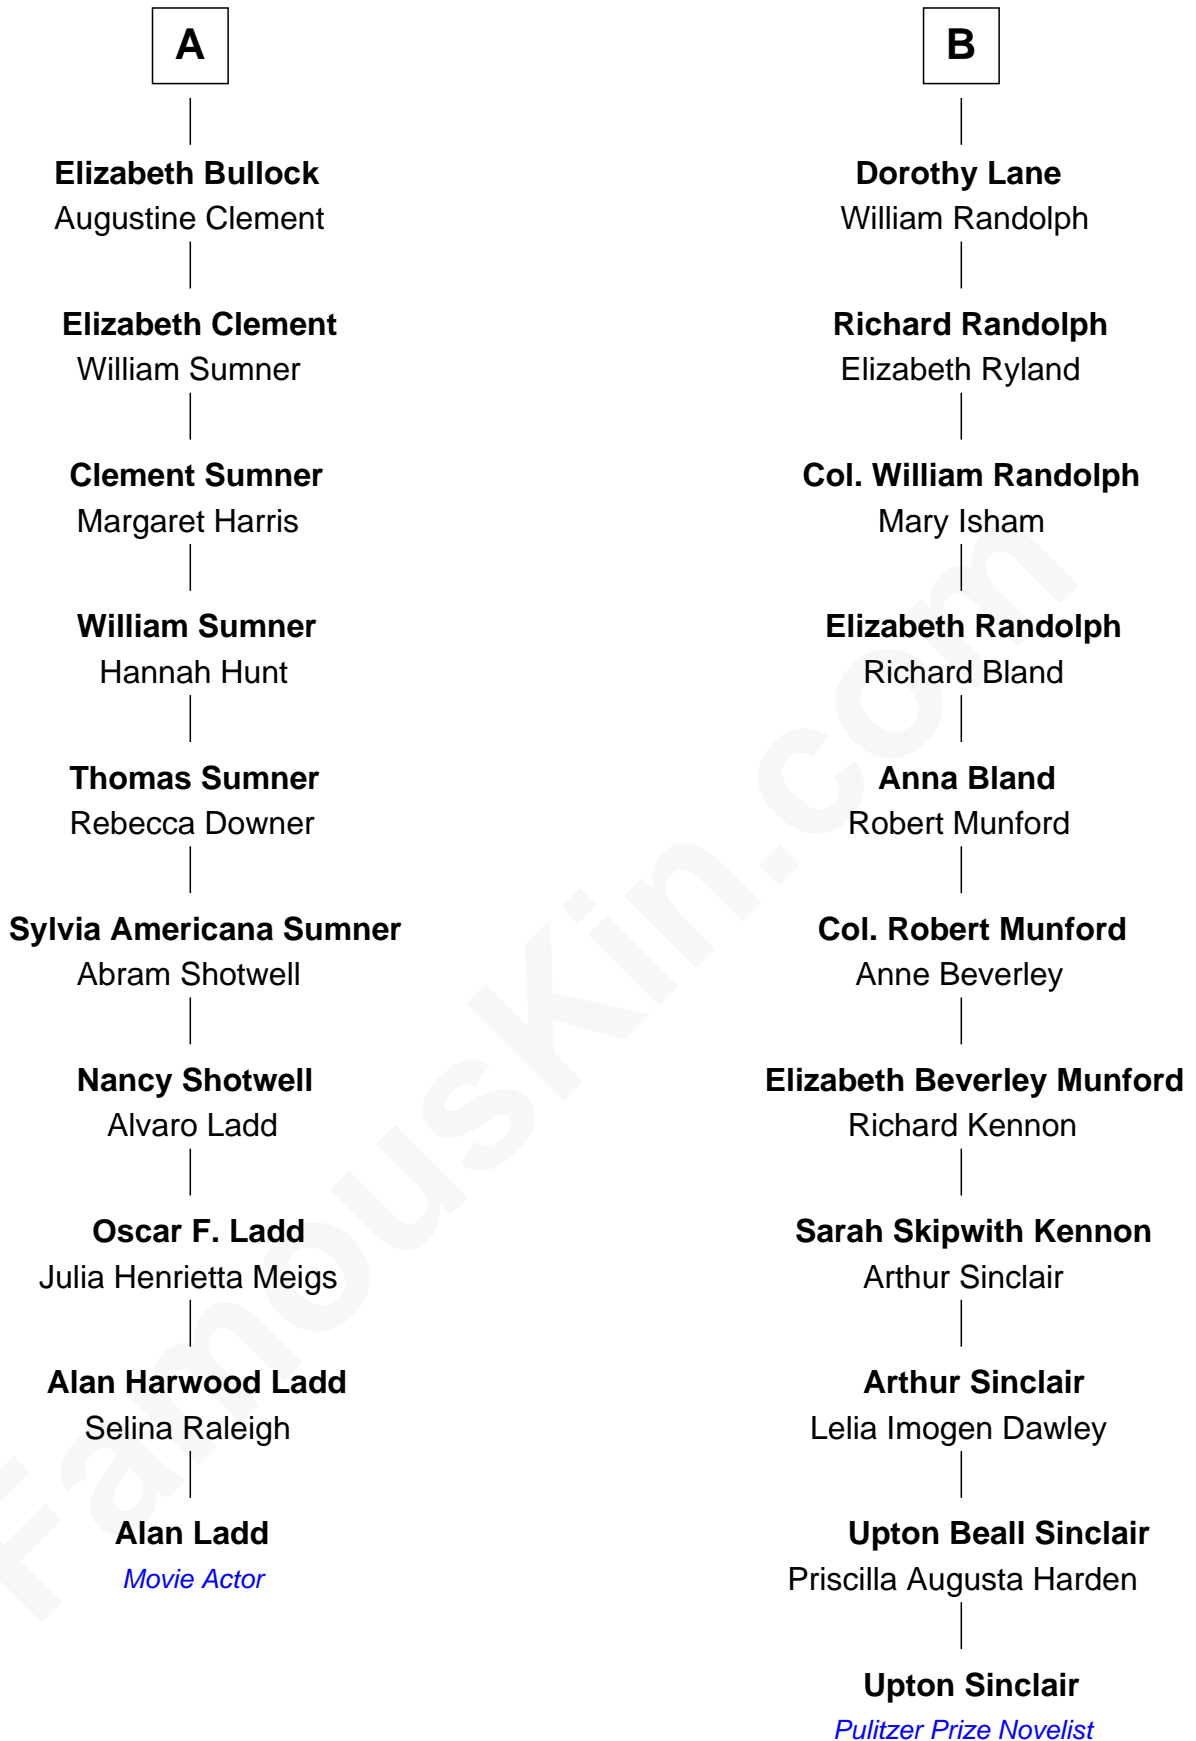 A
Elizabeth Bullock
Augustine Clement
Elizabeth Clement
William Sumner
Clement Sumner
Margaret Harris
William Sumner
Hannah Hunt
Thomas Sumner
Rebecca Downer
Sylvia Americana Sumner
Abram Shotwell
Nancy Shotwell
Alvaro Ladd
Oscar F. Ladd
Julia Henrietta Meigs
Alan Harwood Ladd
Selina Raleigh
Alan Ladd
Movie Actor
B
Dorothy Lane
William Randolph
Richard Randolph
Elizabeth Ryland
Col. William Randolph
Mary Isham
Elizabeth Randolph
Richard Bland
Anna Bland
Robert Munford
Col. Robert Munford
Anne Beverley
Elizabeth Beverley Munford
Richard Kennon
Sarah Skipwith Kennon
Arthur Sinclair
Arthur Sinclair
Lelia Imogen Dawley
Upton Beall Sinclair
Priscilla Augusta Harden
Upton Sinclair
Pulitzer Prize Novelist
FamousKin.com